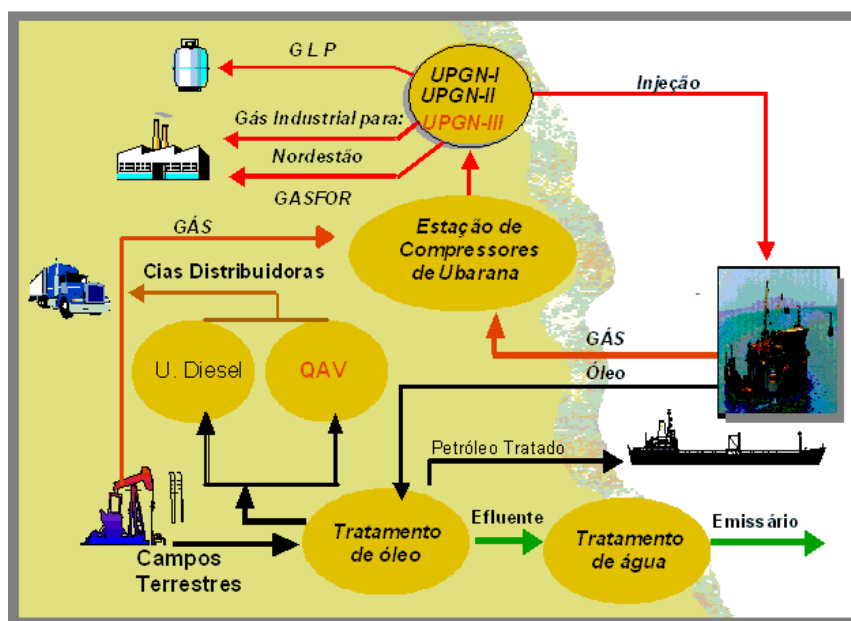 G L P
UPGN-I
UPGN-II
UPGN-III
Injeção
Gás Industrial para:
Nordestão
GASFOR
GÁS
Estação de
Compressores
de Ubarana
Cias Distribuidoras
U. Diesel
QAV
GÁS
Óleo
Petróleo Tratado
Campos
Terrestres
Tratamento
de óleo
Efluente
Tratamento
de água
Emissário